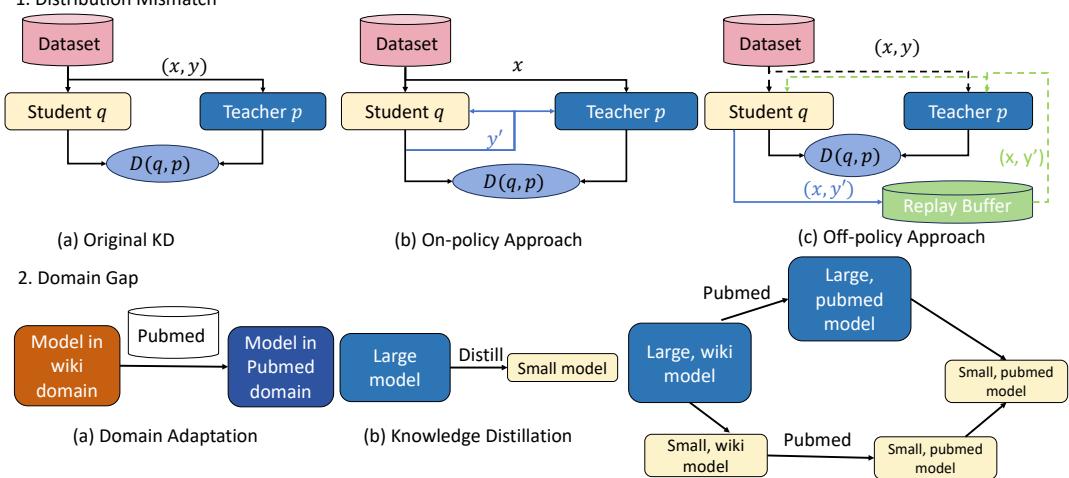 1. Distribution Mismatch
Dataset
(x, y)
Student q
Teacher p
D(q, p)
(a) Original KD
Dataset
x
Student q
Teacher p
y′
D(q, p)
(b) On-policy Approach
Dataset
(x, y)
Student q
Teacher p
D(q, p)
(x, y′)
(x, y′)
Replay Buffer
(c) Off-policy Approach
2. Domain Gap
Model in
wiki
domain
Pubmed
Model in
Pubmed
domain
(a) Domain Adaptation
Large
model
Distill
Small model
(b) Knowledge Distillation
Large, wiki
model
Pubmed
Large,
pubmed
model
Small, pubmed
model
Small, wiki
model
Pubmed
Small, pubmed
model